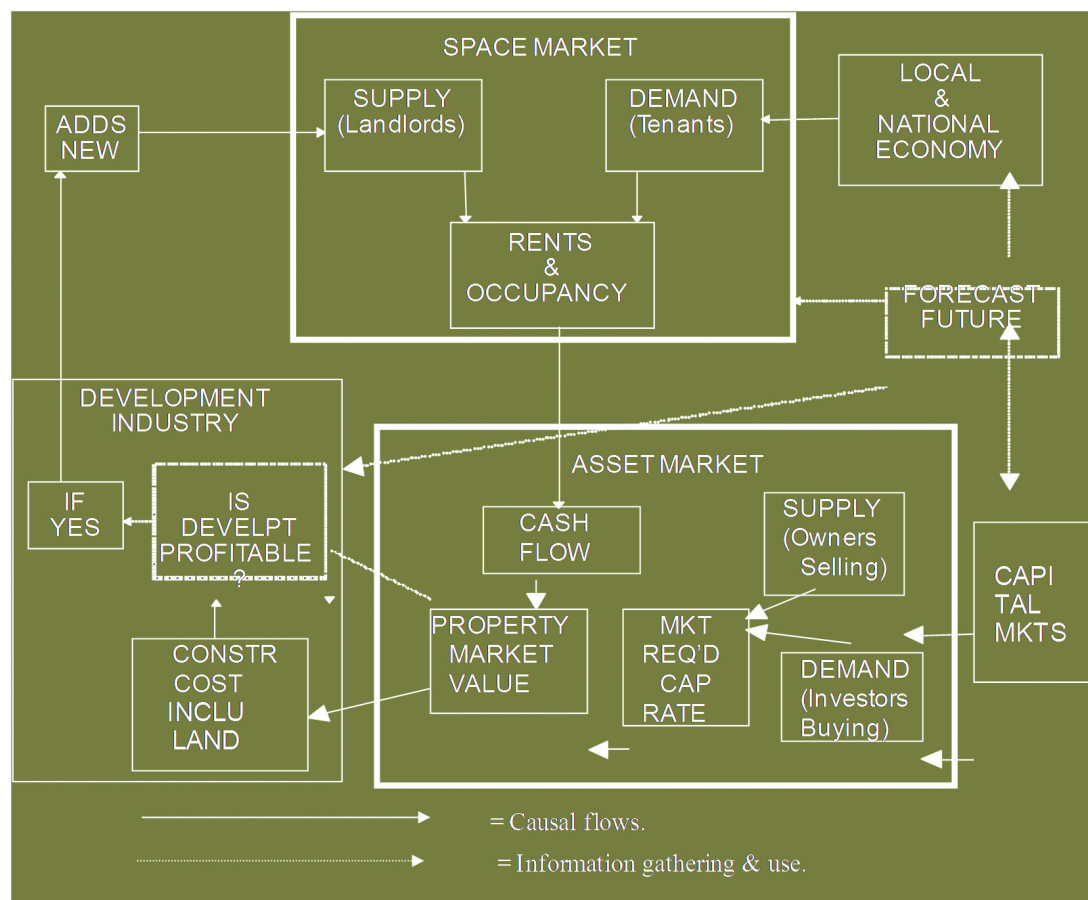 SPACE MARKET
SUPPLY
(Landlords)
DEMAND
(Tenants)
LOCAL
&
NATIONAL
ECONOMY
ADDS
NEW
RENTS
&
OCCUPANCY
FORECAST
FUTURE
DEVELOPMENT
INDUSTRY
ASSET MARKET
IF
YES
IS
DEVELPT
PROFITABLE
?
CASH
FLOW
SUPPLY
(Owners
Selling)
CAPI
TAL
MKTS
PROPERTY
MARKET
VALUE
MKT
REQ’D
CAP
RATE
DEMAND
(Investors
Buying)
CONSTR
COST
INCLU
LAND
= Causal flows.
= Information gathering & use.